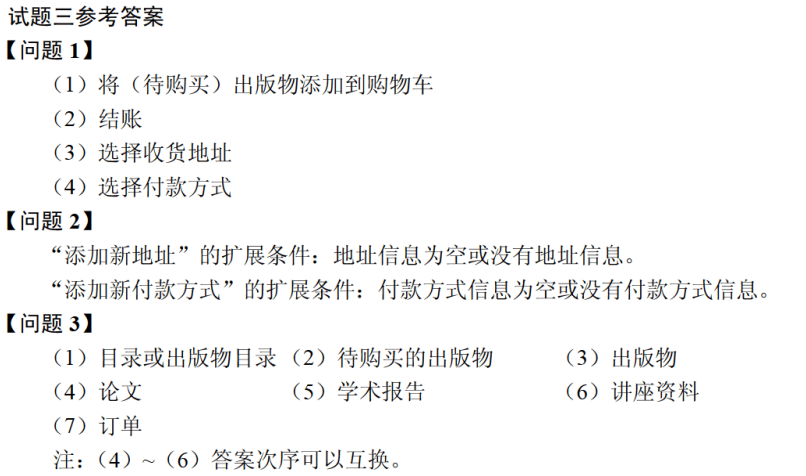 试题三参考答案
【问题 1】
（1）将（待购买）出版物添加到购物车
（2）结账
（3）选择收货地址
（4）选择付款方式
【问题 2】
“添加新地址”的扩展条件：地址信息为空或没有地址信息。
“添加新付款方式”的扩展条件：付款方式信息为空或没有付款方式信息。
【问题 3】
（1）目录或出版物目录（2）待购买的出版物 （3）出版物
（4）论文 （5）学术报告 （6）讲座资料
（7）订单
注：（4）~（6）答案次序可以互换。